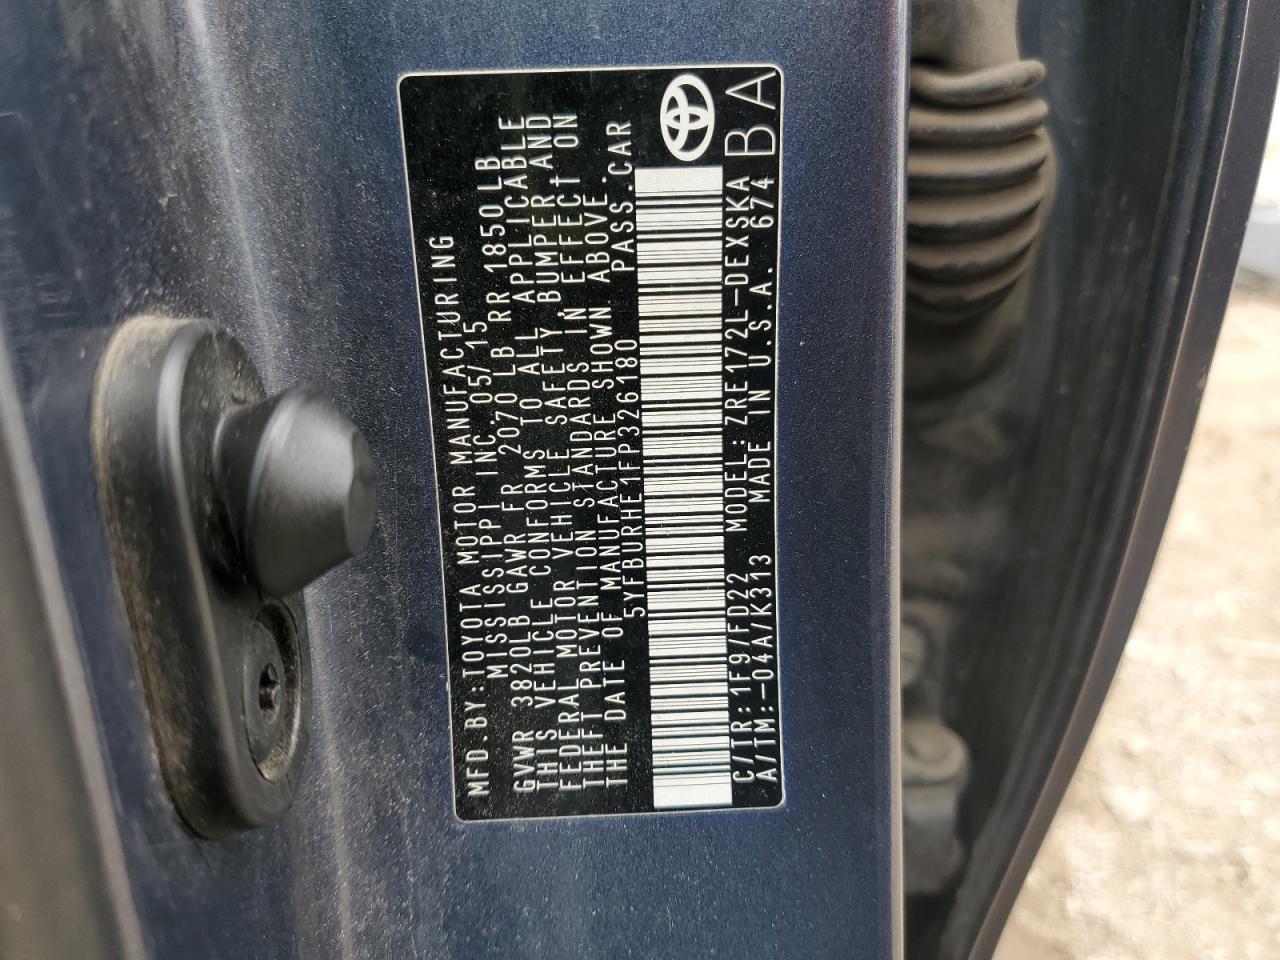 MFD.BY:TOYOTA MOTOR MANUFACTURING
MISSISSIPPI INC. 05/15
GVWR 3820LB GAWR FR 2070 LB RR 1850LB
THIS VEHICLE CONFORMS TO ALL APPLICABLE
FEDERAL MOTOR VEHICLE SAFETY, BUMPER, AND
THEFT PREVENTION STANDARDS IN EFFECT ON
THE DATE OF MANUFACTURE SHOWN ABOVE.
5YFBURHE1FP326180 PASS.CAR
C/TR:1F9/FD22 MODEL:ZRE172L-DEXSKA
A/TM:-04A/K313 MADE IN U.S.A. 674
BA